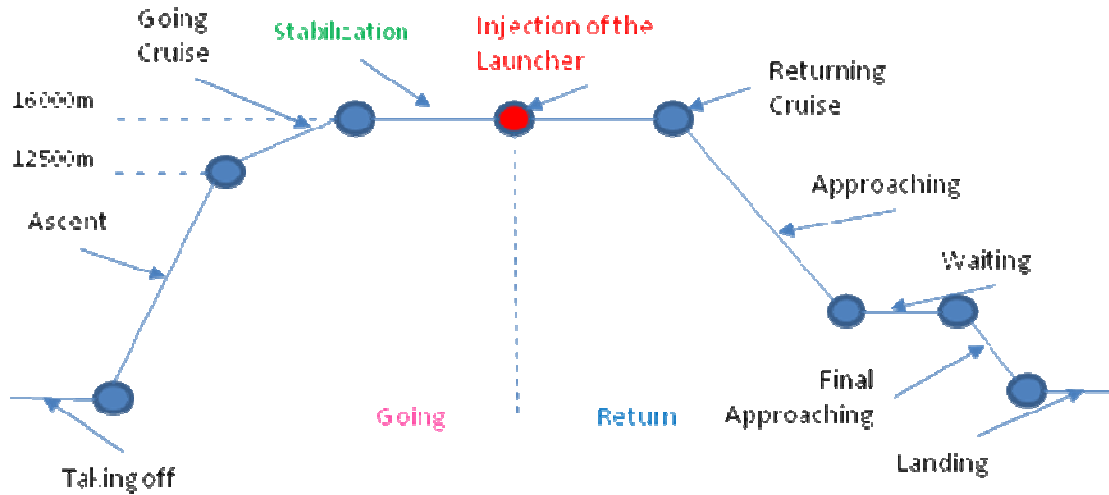 Going
Cruise
Stabilization
Injection of the
Launcher
Returning
Cruise
16000m
12500m
Approaching
Ascent
Waiting
Final
Approaching
Going
Return
Landing
Taking off